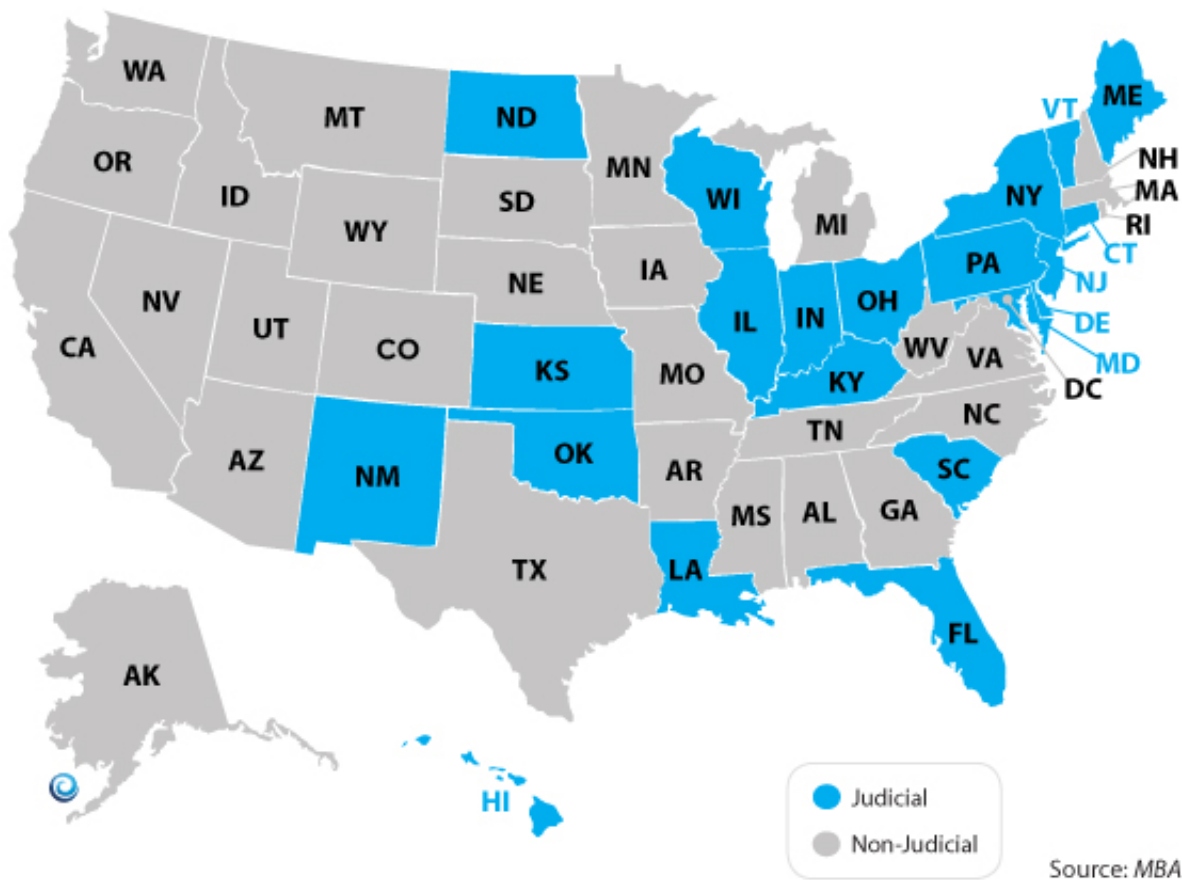 WA
MT
ND
MN
ME
VT
OR
ID
SD
WI
NY
NH
MA
WY
MI
RI
CT
NV
NE
IA
PA
NJ
UT
IL
IN
OH
DE
CA
CO
WV
VA
MD
KS
MO
KY
DC
NC
TN
AZ
NM
OK
AR
SC
MS
AL
GA
TX
LA
FL
AK
HI
Judicial
Non-Judicial
Source: MBA